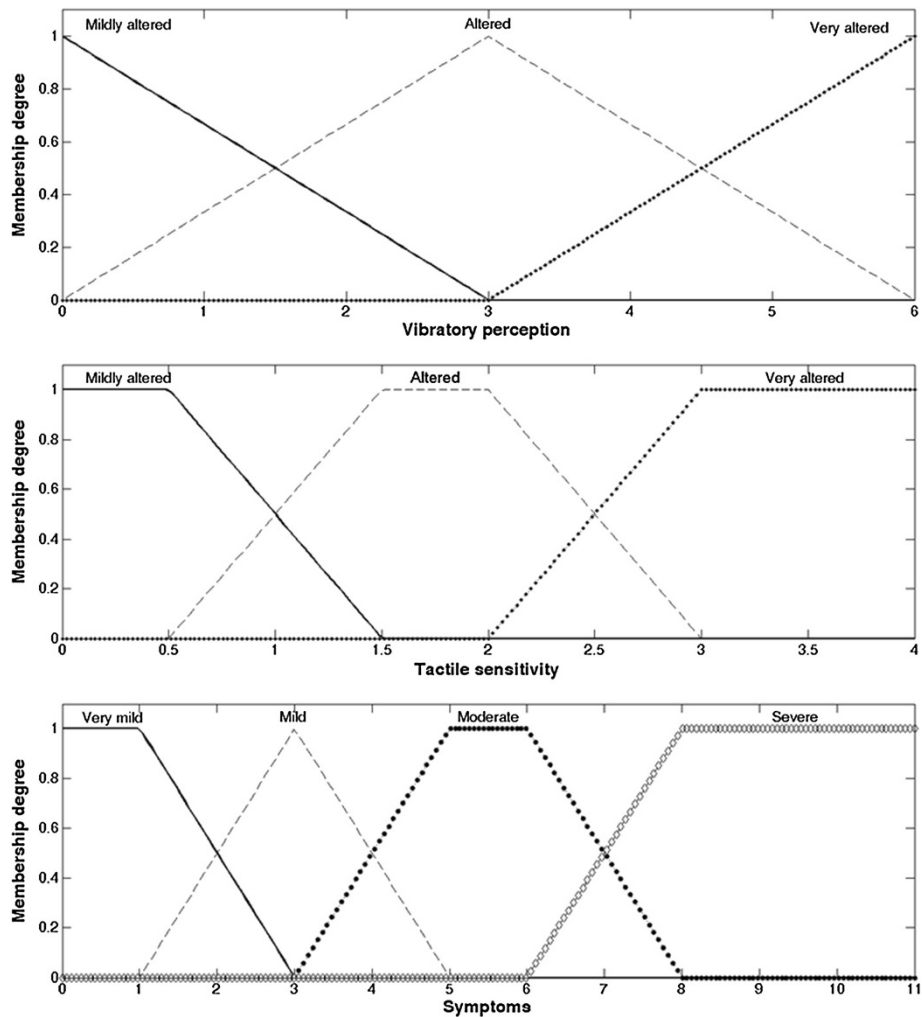 Mildly altered Altered Very altered
1
0.8
0.6
0.4
0.2
0
Membership degree
0 1 2 3 4 5 6
Vibratory perception
Mildly altered Altered Very altered
1
0.8
0.6
0.4
0.2
0
Membership degree
0 0.5 1 1.5 2 2.5 3 3.5 4
Tactile sensitivity
Very mild Mild Moderate Severe
1
0.8
0.6
0.4
0.2
0
Membership degree
0 1 2 3 4 5 6 7 8 9 10 11
Symptoms